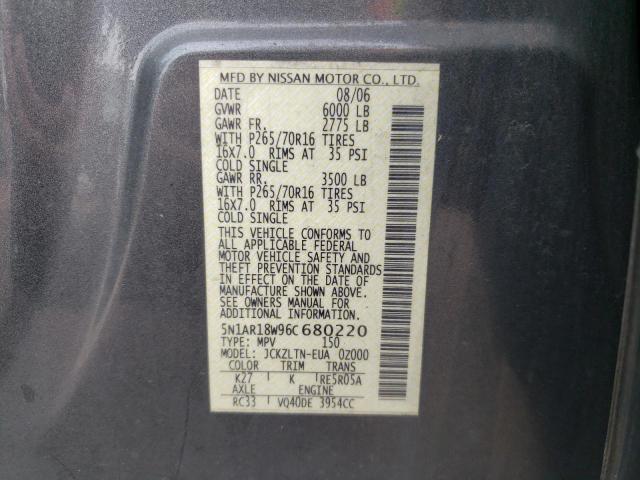 MFD BY NISSAN MOTOR CO., LTD.
DATE 08/06
GVWR 6000 LB
GAWR FR. 2775 LB
WITH P265/70R16 TIRES
16X7.0 RIMS AT 35 PSI
COLD SINGLE
GAWR RR. 3500 LB
WITH P265/70R16 TIRES
16X7.0 RIMS AT 35 PSI
COLD SINGLE
THIS VEHICLE CONFORMS TO
ALL APPLICABLE FEDERAL
MOTOR VEHICLE SAFETY AND
THEFT PREVENTION STANDARDS
IN EFFECT ON THE DATE OF
MANUFACTURE SHOWN ABOVE.
SEE OWNERS MANUAL FOR
ADDITIONAL INFORMATION.
5N1AR18W96C680220
TYPE: MPV 150
MODEL: JCKZLTN-EUA 0Z000
COLOR TRIM TRANS
K27 K RE5R05A
AXLE ENGINE
RC33 VQ40DE 3954CC